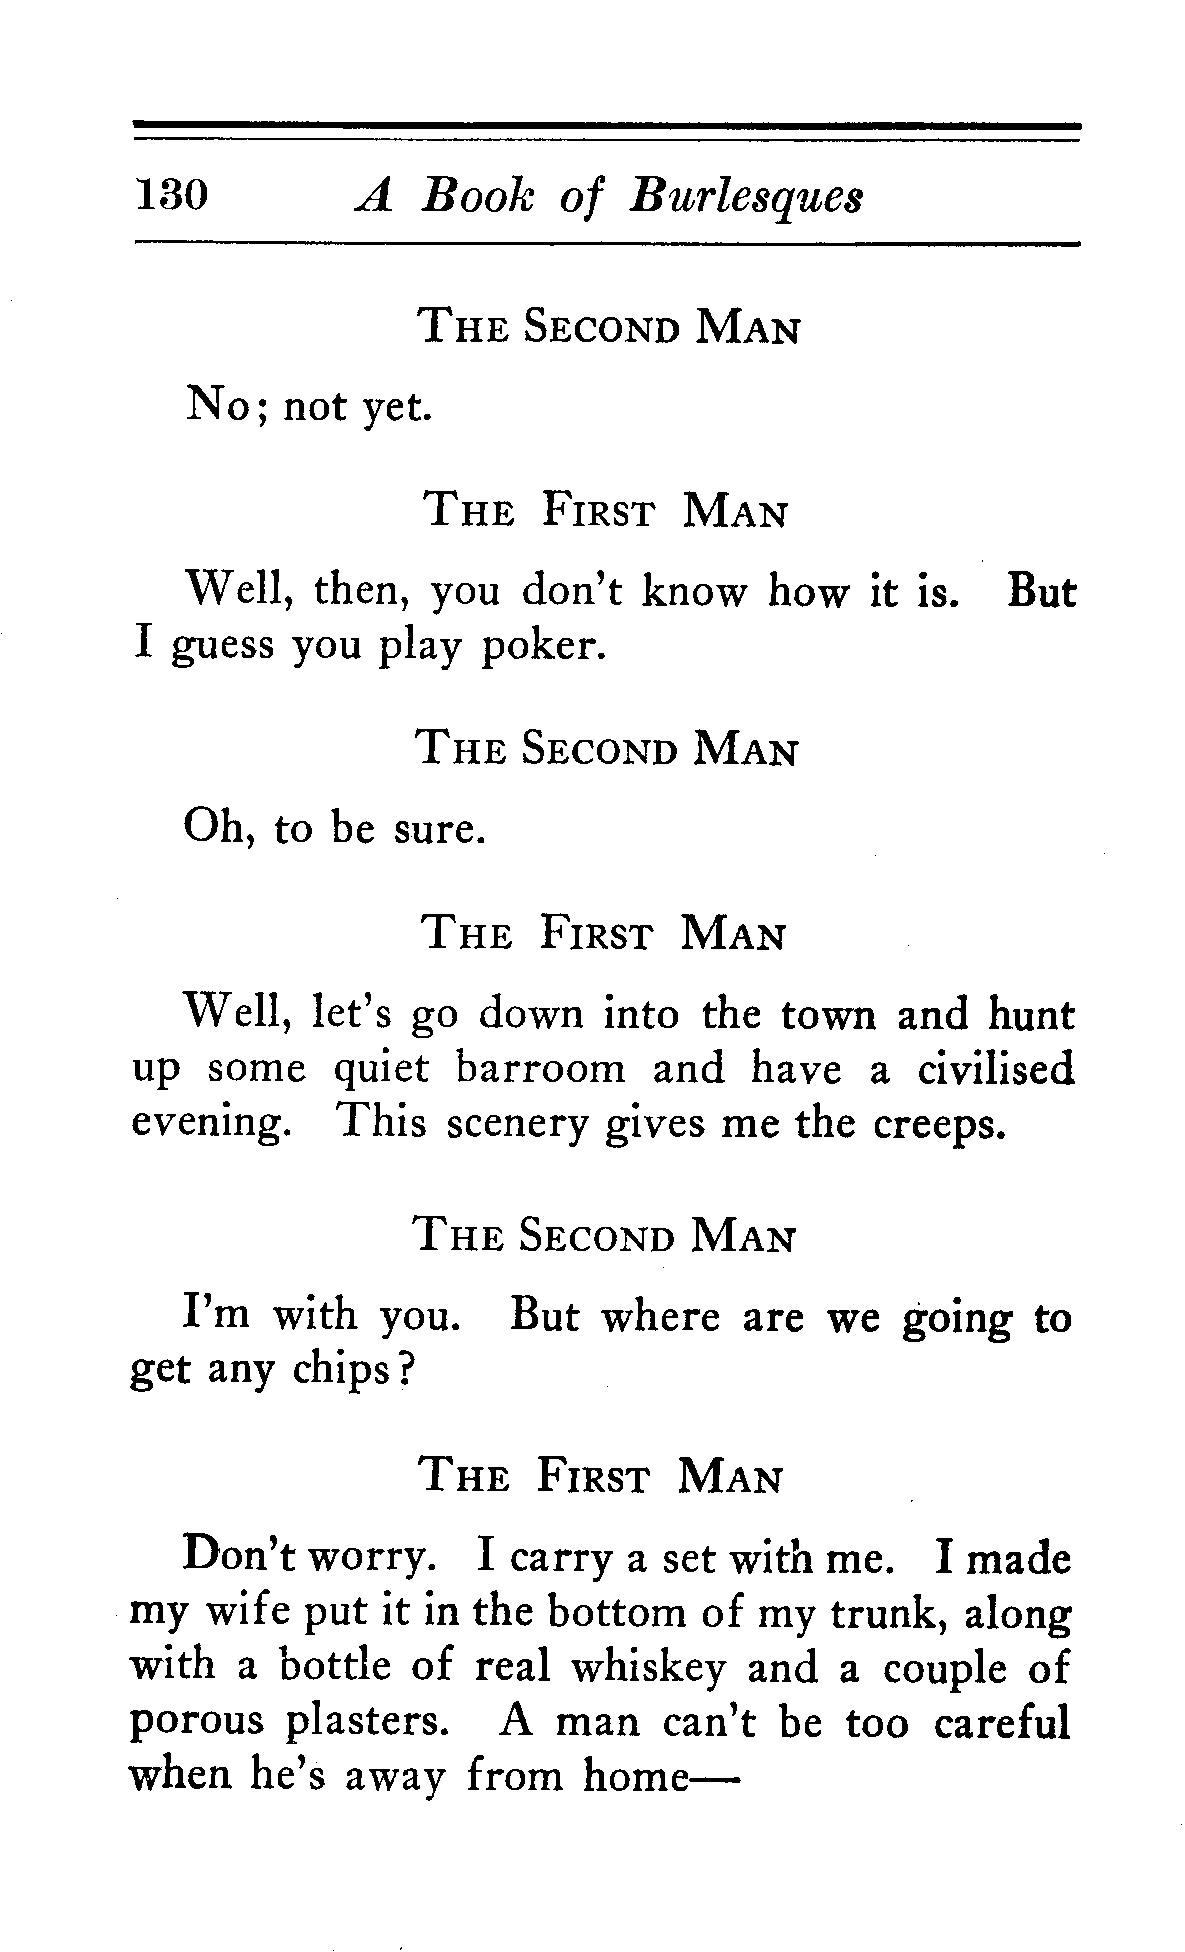 130 A Book of Burlesques
The Second Man
No; not yet.
The First Man
Well, then, you don't know how it is. But
I guess you play poker.
The Second Man
Oh, to be sure.
The First Man
Well, let's go down into the town and hunt
up some quiet barroom and have a civilised
evening. This scenery gives me the creeps.
The Second Man
I'm with you. But where are we going to
get any chips?
The First Man
Don't worry. I carry a set with me. I made
my wife put it in the bottom of my trunk, along
with a bottle of real whiskey and a couple of
porous plasters. A man can't be too careful
when he's away from home—